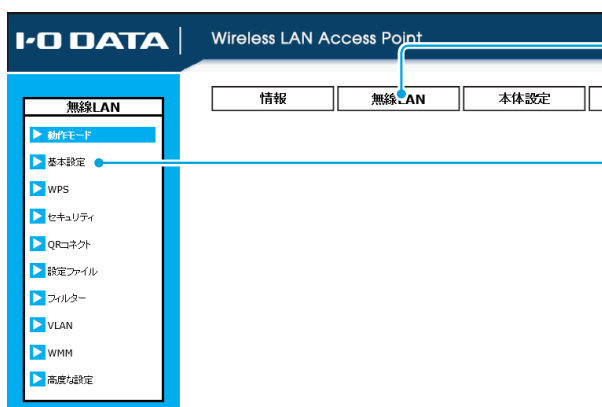 I-O DATA
Wireless LAN Access Point
情報
無線LAN
本体設定
無線LAN
動作モード
基本設定
WPS
セキュリティ
QRコネクト
設定ファイル
フィルター
VLAN
WMM
高度な設定